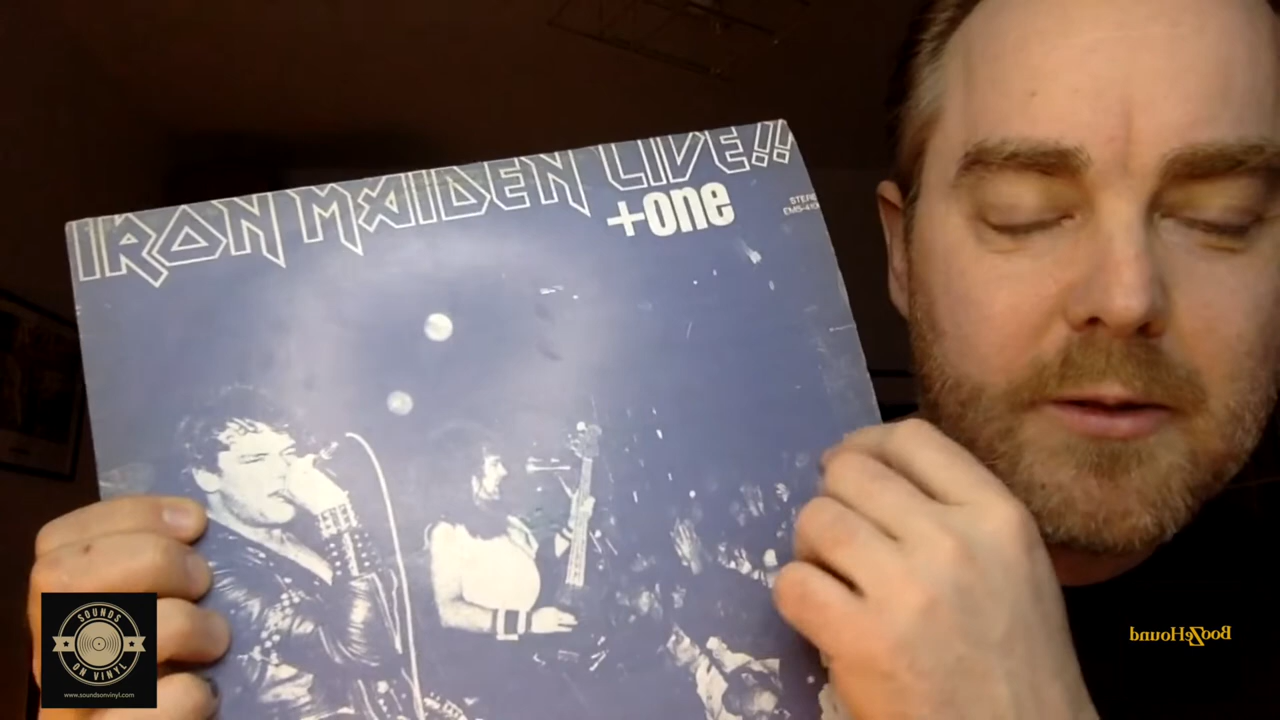 IRON MAIDEN LIVE!!
+one
STEREO
SOUNDS
ON VINYL
www.soundsonvinyl.com
BooZeHound